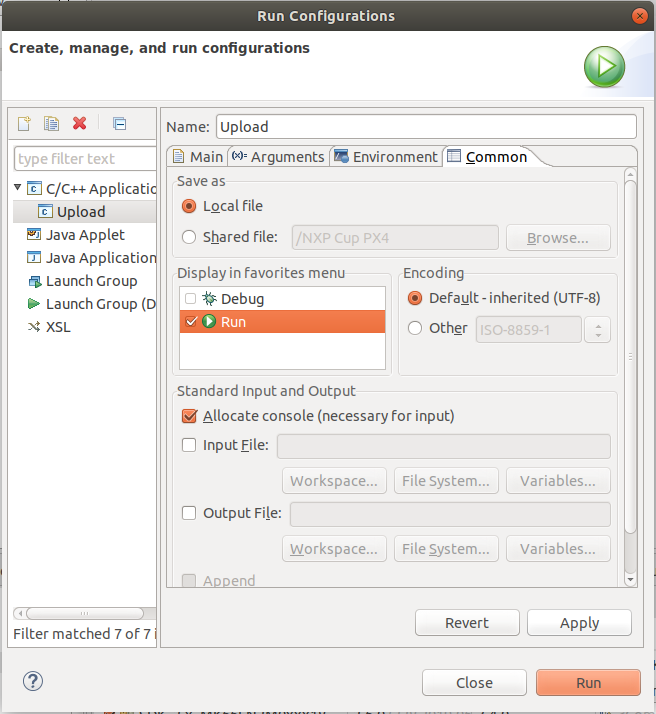 Run Configurations
Create, manage, and run configurations
type filter text
C/C++ Applicatio
Upload
Java Applet
Java Application
Launch Group
Launch Group (D
XSL
Filter matched 7 of 7 i
Name: Upload
Main (x)= Arguments Environment Common
Save as
Local file
Shared file: /NXP Cup PX4 Browse...
Display in favorites menu
Debug
Run
Encoding
Default - inherited (UTF-8)
Other ISO-8859-1
Standard Input and Output
Allocate console (necessary for input)
Input File:
Workspace... File System... Variables...
Output File:
Workspace... File System... Variables...
Append
Revert Apply
? Close Run